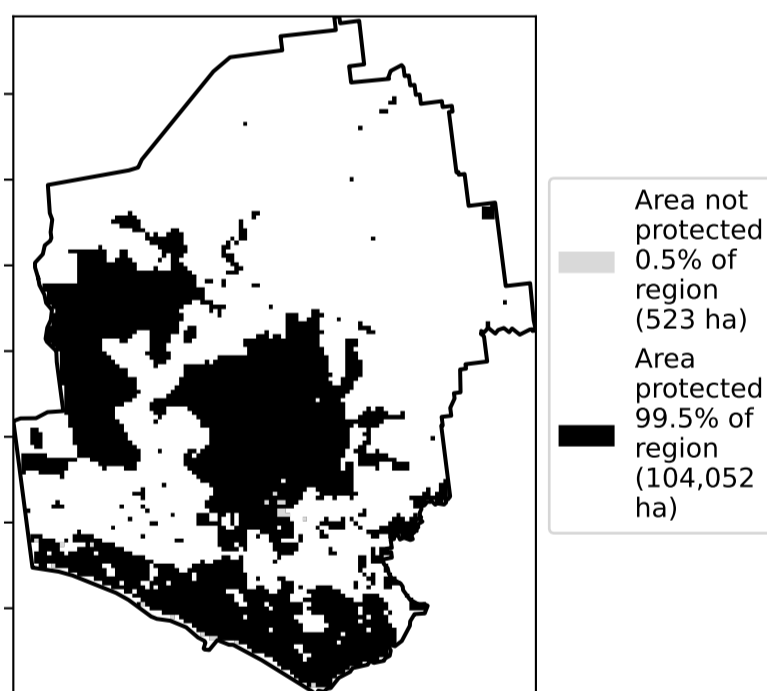 Area not
protected
0.5% of
region
(523 ha)
Area
protected
99.5% of
region
(104,052
ha)